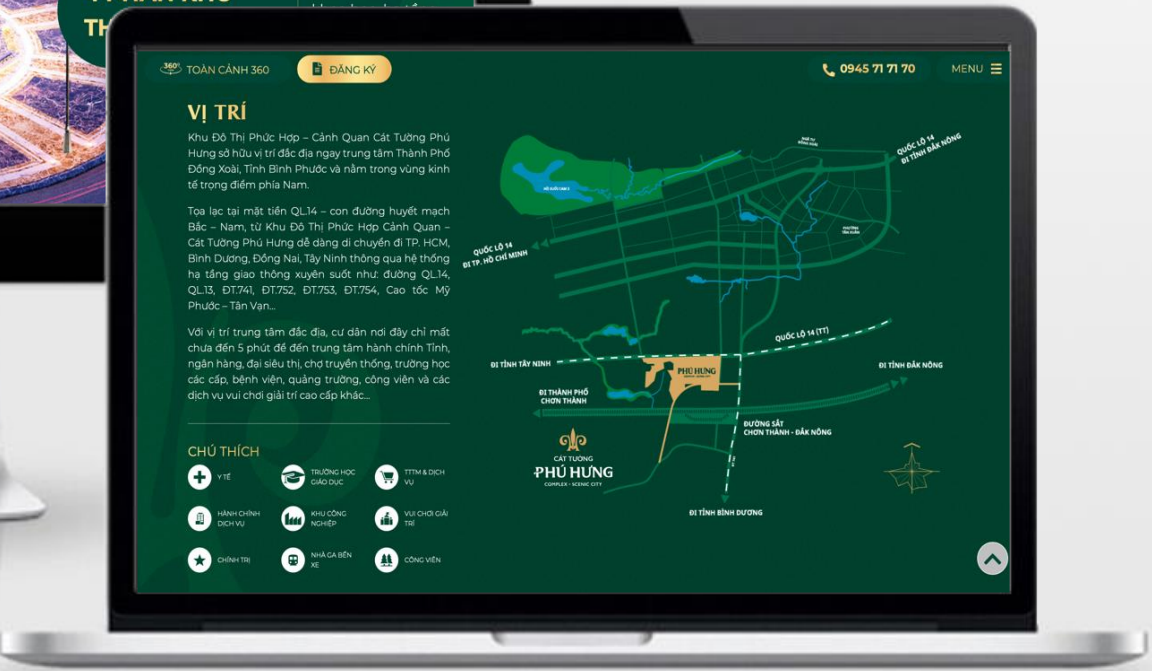 TH
360°
TOÀN CẢNH 360
ĐĂNG KÝ
0945 71 71 70
MENU
VỊ TRÍ
Khu Đô Thị Phức Hợp – Cảnh Quan Cát Tường Phú
Hưng sở hữu vị trí đắc địa ngay trung tâm Thành Phố
Đồng Xoài, Tỉnh Bình Phước và nằm trong vùng kinh
tế trọng điểm phía Nam.
Tọa lạc tại mặt tiền QL.14 – con đường huyết mạch
Bắc – Nam, từ Khu Đô Thị Phức Hợp Cảnh Quan –
Cát Tường Phú Hưng dễ dàng di chuyển đi TP. HCM,
Bình Dương, Đồng Nai, Tây Ninh thông qua hệ thống
hạ tầng giao thông xuyên suốt như: đường QL.14,
QL.13, ĐT.741, ĐT.752, ĐT.753, ĐT.754, Cao tốc Mỹ
Phước – Tân Vạn...
Với vị trí trung tâm đắc địa, cư dân nơi đây chỉ mất
chưa đến 5 phút để đến trung tâm hành chính Tỉnh,
ngân hàng, đại siêu thị, chợ truyền thống, trường học
các cấp, bệnh viện, quảng trường, công viên và các
dịch vụ vui chơi giải trí cao cấp khác...
CHÚ THÍCH
Y TẾ
TRƯỜNG HỌC
GIÁO DỤC
TTTM & DỊCH
VỤ
HÀNH CHÍNH
DỊCH VỤ
KHU CÔNG
NGHIỆP
VUI CHƠI GIẢI
TRÍ
CHÍNH TRỊ
NHÀ GA BẾN
XE
CÔNG VIÊN
QUỐC LỘ 14
ĐI TỈNH ĐẮK NÔNG
QUỐC LỘ 14
ĐI TP. HỒ CHÍ MINH
QUỐC LỘ 14 (TT)
ĐI TỈNH TÂY NINH
PHÚ HƯNG
ĐI TỈNH ĐẮK NÔNG
ĐI THÀNH PHỐ
CHƠN THÀNH
ĐƯỜNG SẮT
CHƠN THÀNH - ĐẮK NÔNG
CÁT TƯỜNG
PHÚ HƯNG
COMPLEX - SCENIC CITY
ĐI TỈNH BÌNH DƯƠNG